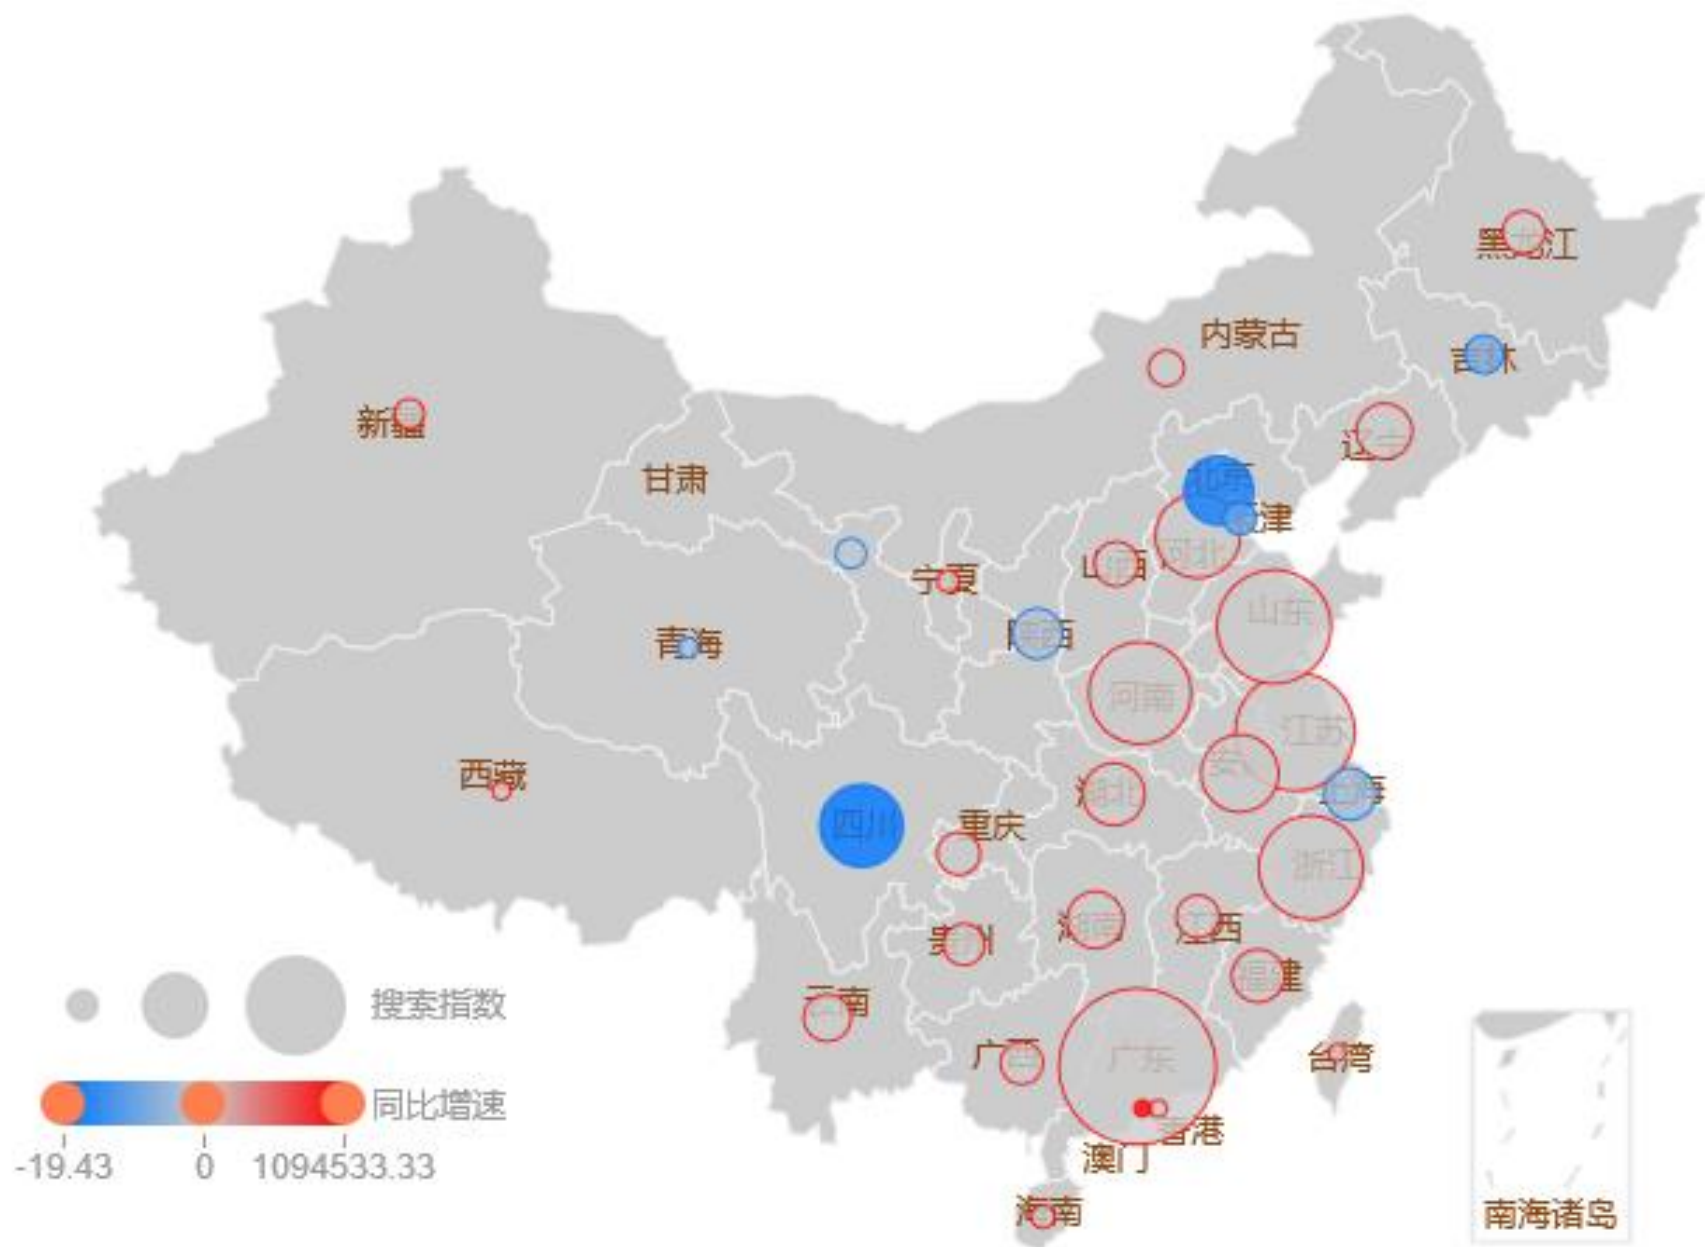 黑龙江
内蒙古
吉林
新疆
辽宁
甘肃
北京
天津
河北
山西
宁夏
山东
青海
陕西
河南
江苏
西藏
安徽
上海
湖北
四川
重庆
浙江
湖南
江西
贵州
福建
云南
搜索指数
广西
广东
台湾
同比增速
香港
澳门
-19.43 0 1094533.33
海南
南海诸岛